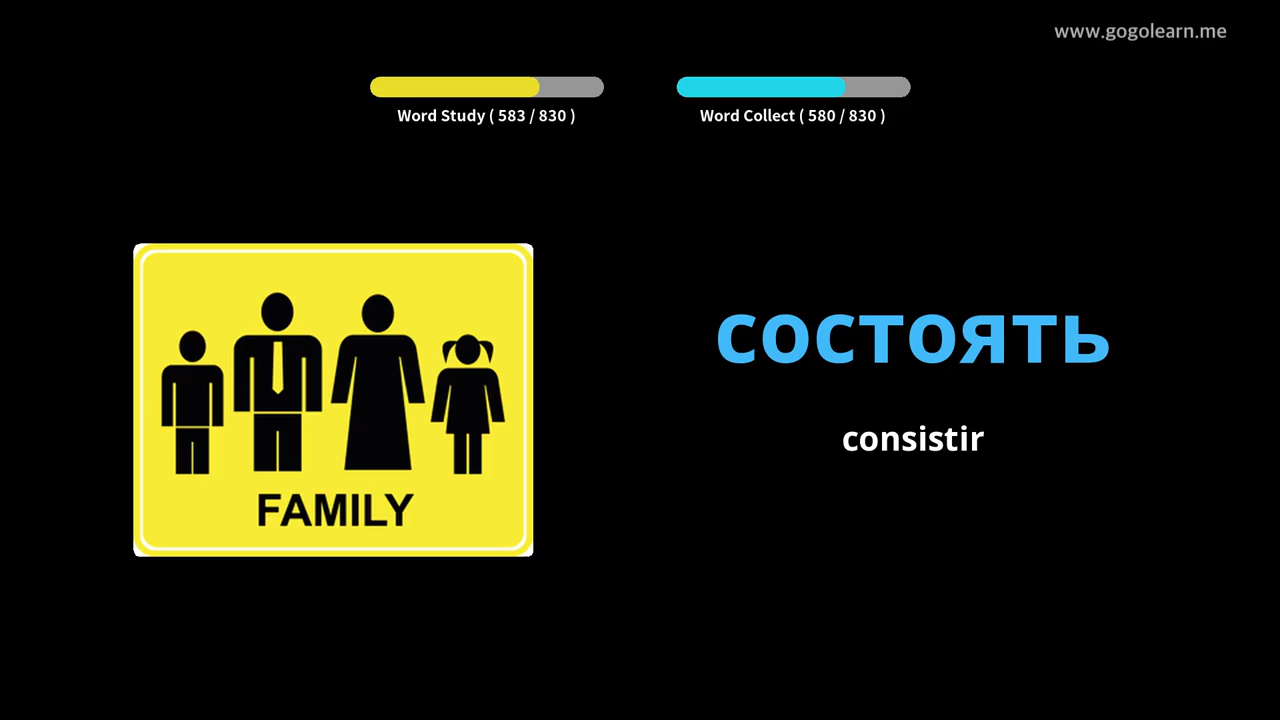 www.gogolearn.me
Word Study ( 583 / 830 )
Word Collect ( 580 / 830 )
состоять
consistir
FAMILY